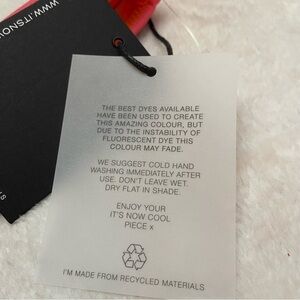 WWW.ITSNO
THE BEST DYES AVAILABLE
HAVE BEEN USED TO CREATE
THIS AMAZING COLOUR, BUT
DUE TO THE INSTABILITY OF
FLUORESCENT DYE THIS
COLOUR MAY FADE.
WE SUGGEST COLD HAND
WASHING IMMEDIATELY AFTER
USE. DON'T LEAVE WET.
DRY FLAT IN SHADE.
ENJOY YOUR
IT'S NOW COOL
PIECE x
I'M MADE FROM RECYCLED MATERIALS